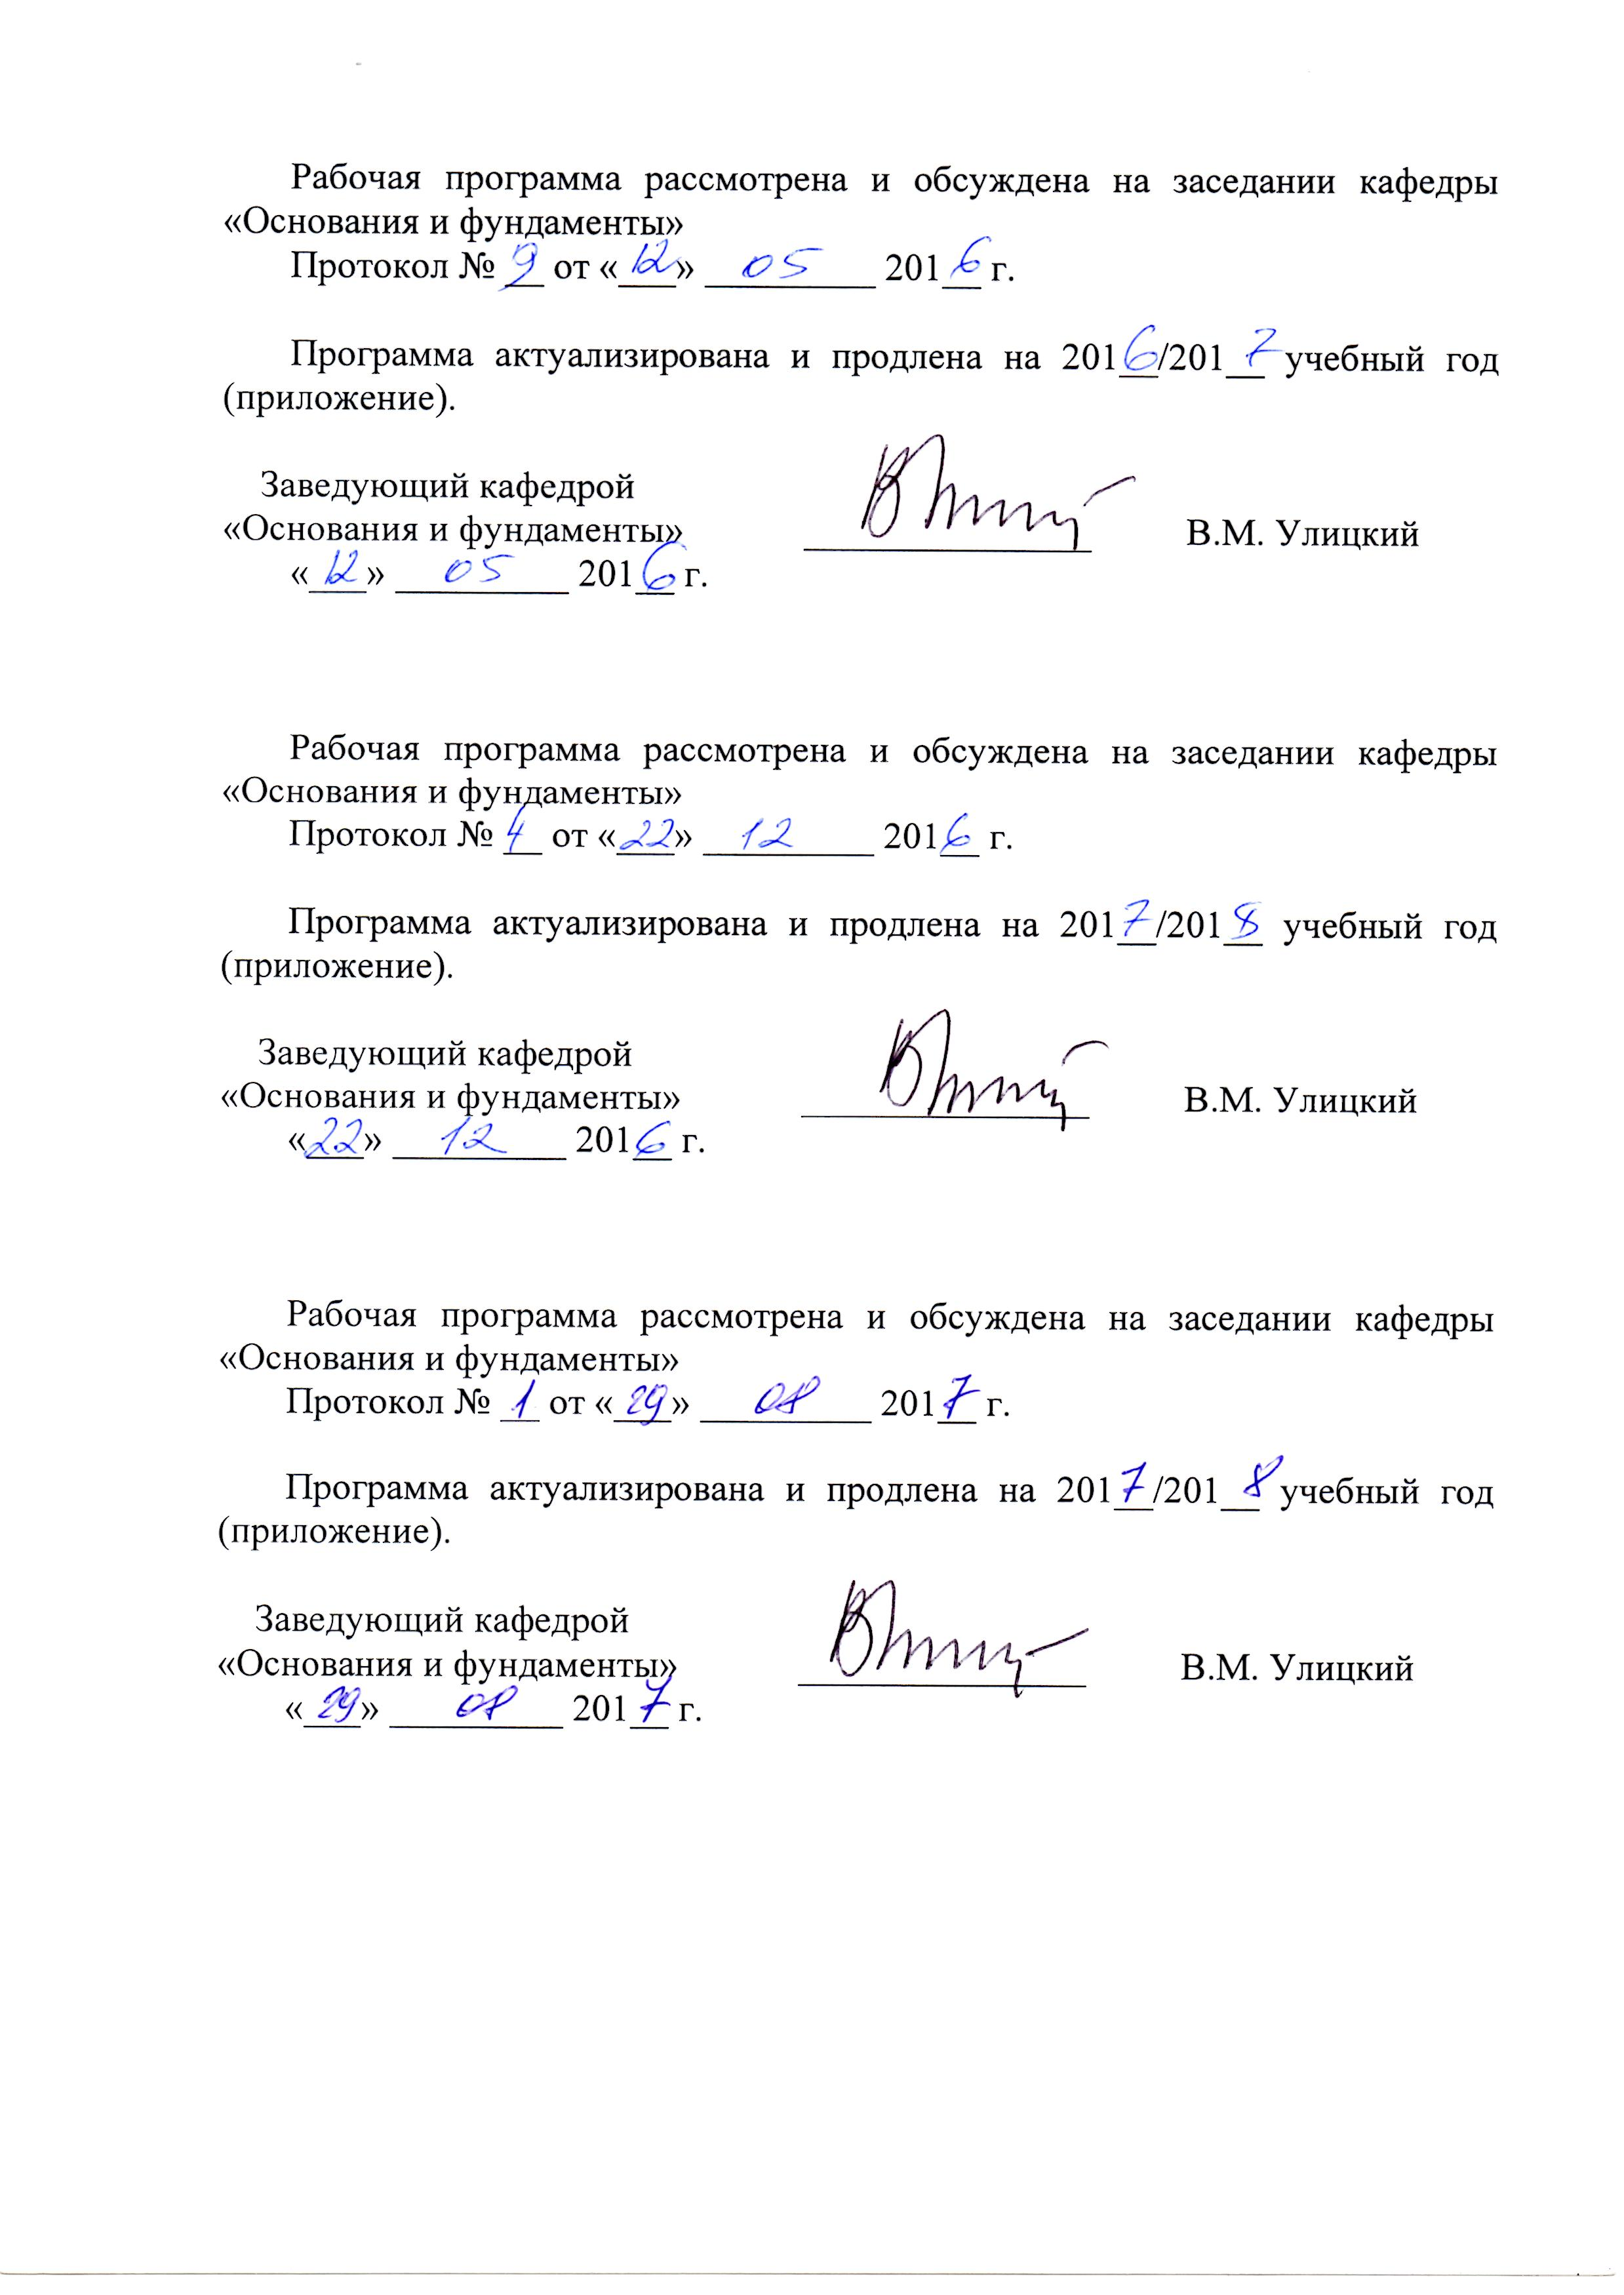 Рабочая программа рассмотрена и обсуждена на заседании кафедры
«Основания и фундаменты»
Протокол № 9 от «12» 05 2016 г.
Программа актуализирована и продлена на 2016/2017 учебный год
(приложение).
Заведующий кафедрой
«Основания и фундаменты» В.М. Улицкий
«12» 05 2016 г.
Рабочая программа рассмотрена и обсуждена на заседании кафедры
«Основания и фундаменты»
Протокол № 4 от «22» 12 2016 г.
Программа актуализирована и продлена на 2017/2018 учебный год
(приложение).
Заведующий кафедрой
«Основания и фундаменты» В.М. Улицкий
«22» 12 2016 г.
Рабочая программа рассмотрена и обсуждена на заседании кафедры
«Основания и фундаменты»
Протокол № 1 от «29» 08 2017 г.
Программа актуализирована и продлена на 2017/2018 учебный год
(приложение).
Заведующий кафедрой
«Основания и фундаменты» В.М. Улицкий
«29» 08 2017 г.